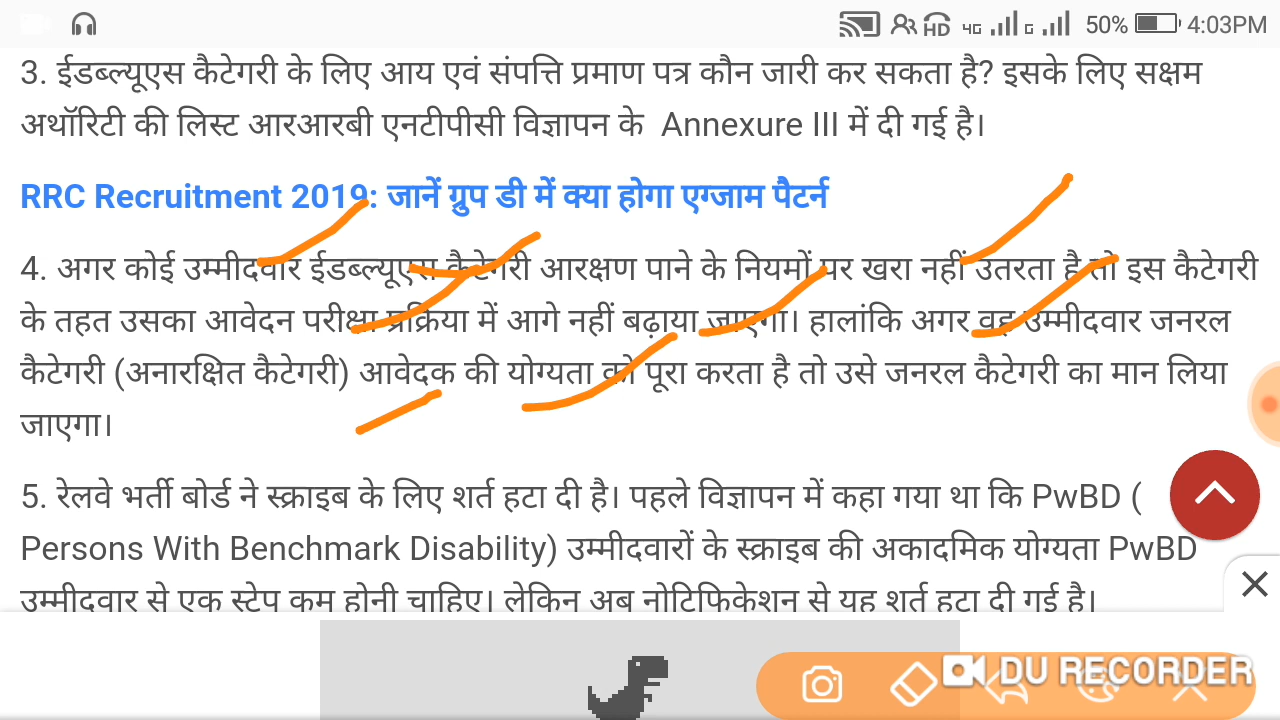 HD 4G G 50% 4:03PM
3. ईडब्ल्यूएस कैटेगरी के लिए आय एवं संपत्ति प्रमाण पत्र कौन जारी कर सकता है? इसके लिए सक्षम
अथॉरिटी की लिस्ट आरआरबी एनटीपीसी विज्ञापन के Annexure III में दी गई है।
RRC Recruitment 2019: जानें ग्रुप डी में क्या होगा एग्जाम पैटर्न
4. अगर कोई उम्मीदवार ईडब्ल्यूएस कैटेगरी आरक्षण पाने के नियमों पर खरा नहीं उतरता है तो इस कैटेगरी
के तहत उसका आवेदन परीक्षा प्रक्रिया में आगे नहीं बढ़ाया जाएगा। हालांकि अगर वह उम्मीदवार जनरल
कैटेगरी (अनारक्षित कैटेगरी) आवेदक की योग्यता को पूरा करता है तो उसे जनरल कैटेगरी का मान लिया
जाएगा।
5. रेलवे भर्ती बोर्ड ने स्क्राइब के लिए शर्त हटा दी है। पहले विज्ञापन में कहा गया था कि PwBD (
Persons With Benchmark Disability) उम्मीदवारों के स्क्राइब की अकादमिक योग्यता PwBD
उम्मीदवार से एक स्टेप कम होनी चाहिए। लेकिन अब नोटिफिकेशन से यह शर्त हटा दी गई है।
DU RECORDER